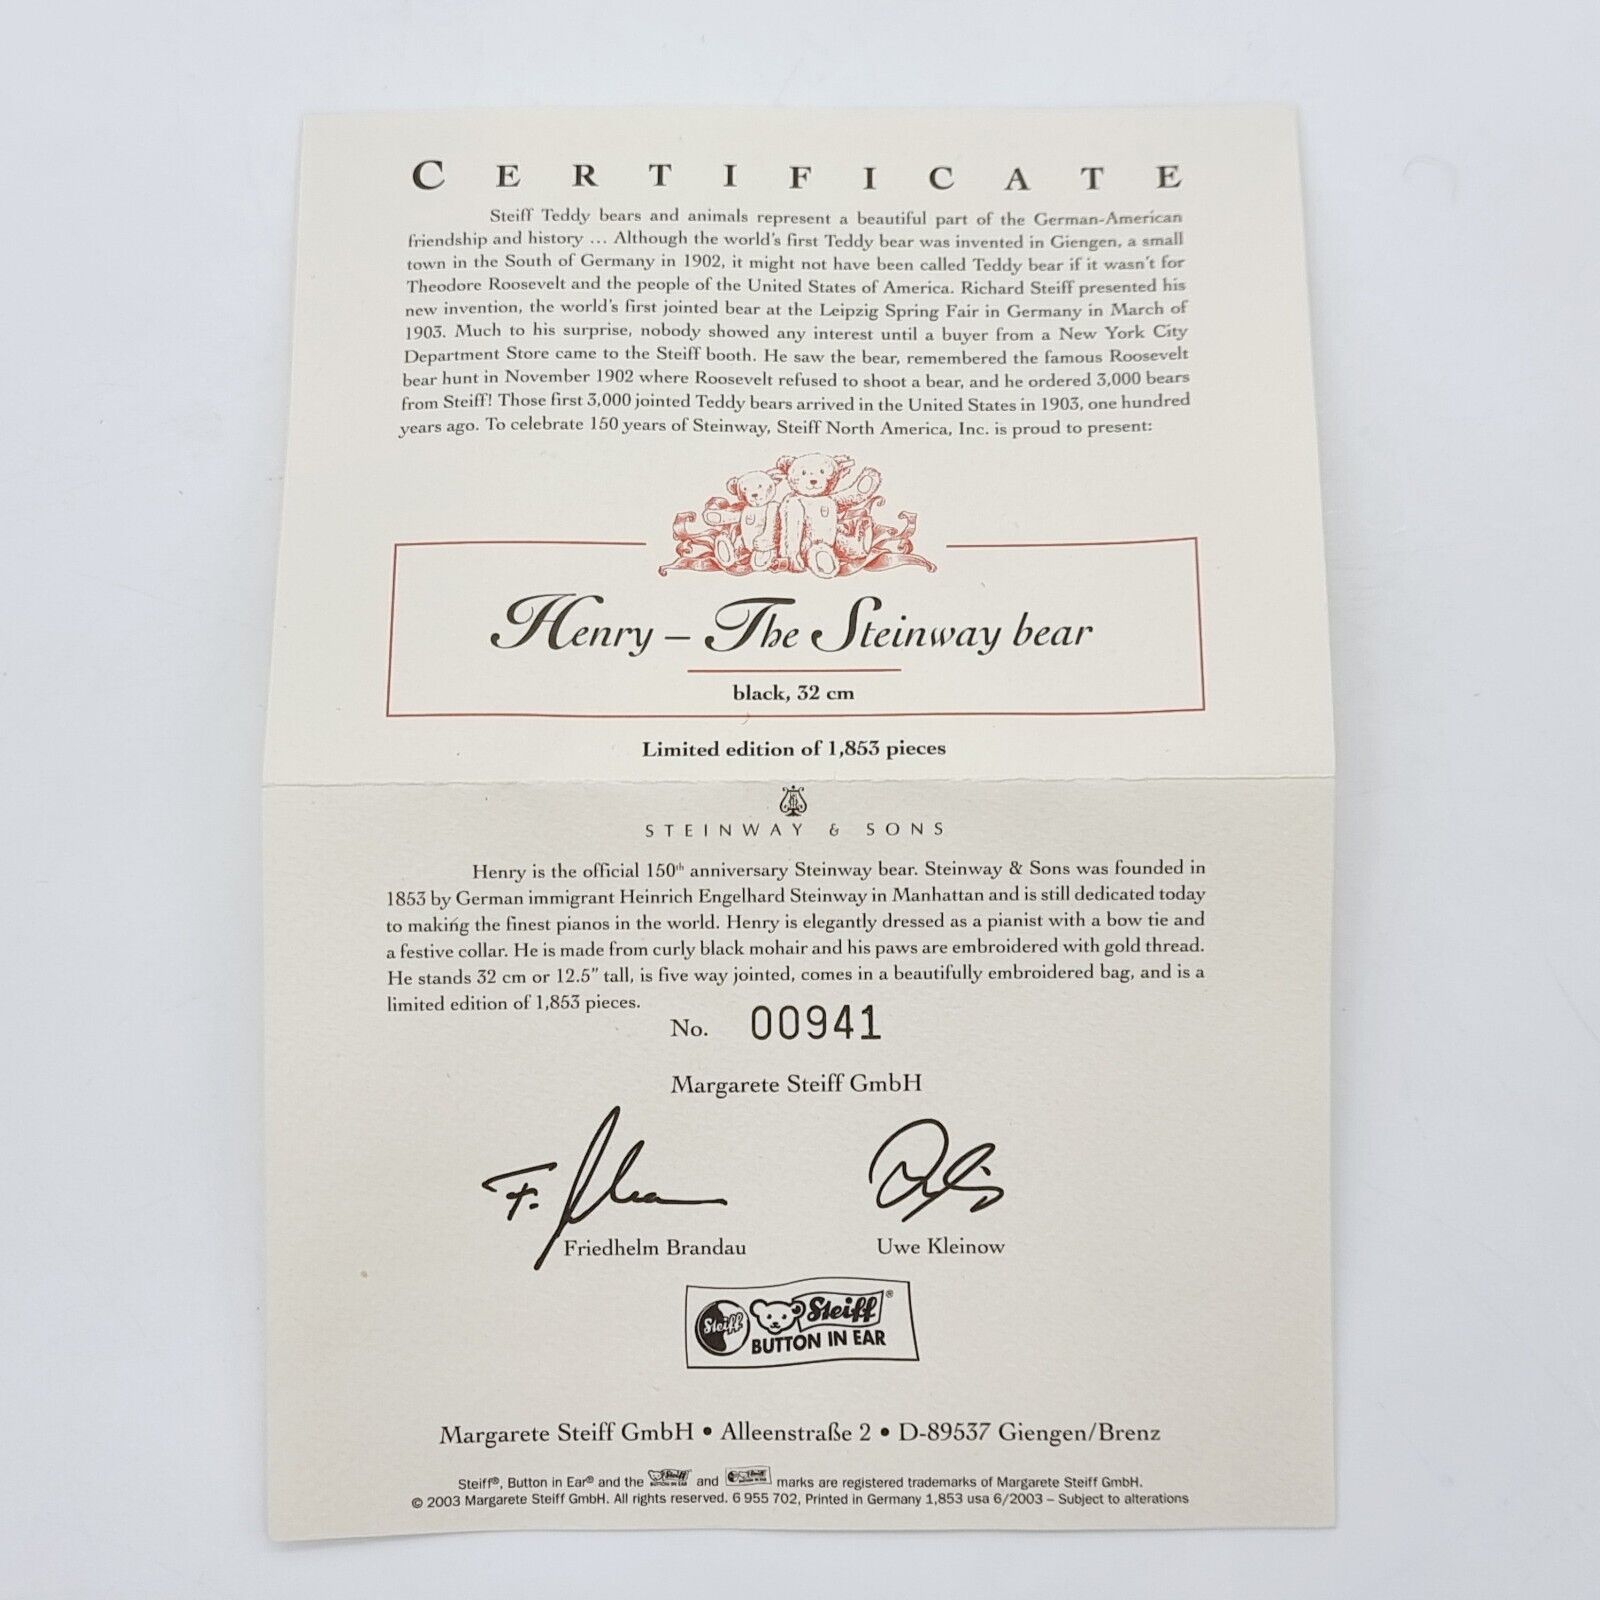 CERTIFICATE
Steiff Teddy bears and animals represent a beautiful part of the German-American
friendship and history ... Although the world's first Teddy bear was invented in Giengen, a small
town in the South of Germany in 1902, it might not have been called Teddy bear if it wasn't for
Theodore Roosevelt and the people of the United States of America. Richard Steiff presented his
new invention, the world's first jointed bear at the Leipzig Spring Fair in Germany in March of
1903. Much to his surprise, nobody showed any interest until a buyer from a New York City
Department Store came to the Steiff booth. He saw the bear, remembered the famous Roosevelt
bear hunt in November 1902 where Roosevelt refused to shoot a bear, and he ordered 3,000 bears
from Steiff! Those first 3,000 jointed Teddy bears arrived in the United States in 1903, one hundred
years ago. To celebrate 150 years of Steinway, Steiff North America, Inc. is proud to present:
Henry – The Steinway bear
black, 32 cm
Limited edition of 1,853 pieces
STEINWAY & SONS
Henry is the official 150th anniversary Steinway bear. Steinway & Sons was founded in
1853 by German immigrant Heinrich Engelhard Steinway in Manhattan and is still dedicated today
to making the finest pianos in the world. Henry is elegantly dressed as a pianist with a bow tie and
a festive collar. He is made from curly black mohair and his paws are embroidered with gold thread.
He stands 32 cm or 12.5" tall, is five way jointed, comes in a beautifully embroidered bag, and is a
limited edition of 1,853 pieces.
No. 00941
Margarete Steiff GmbH
Friedhelm Brandau Uwe Kleinow
Steiff Steiff®
BUTTON IN EAR
Margarete Steiff GmbH • Alleenstraße 2 • D-89537 Giengen/Brenz
Steiff®, Button in Ear® and the Steiff BUTTON IN EAR and marks are registered trademarks of Margarete Steiff GmbH.
© 2003 Margarete Steiff GmbH. All rights reserved. 6 955 702, Printed in Germany 1,853 usa 6/2003 – Subject to alterations